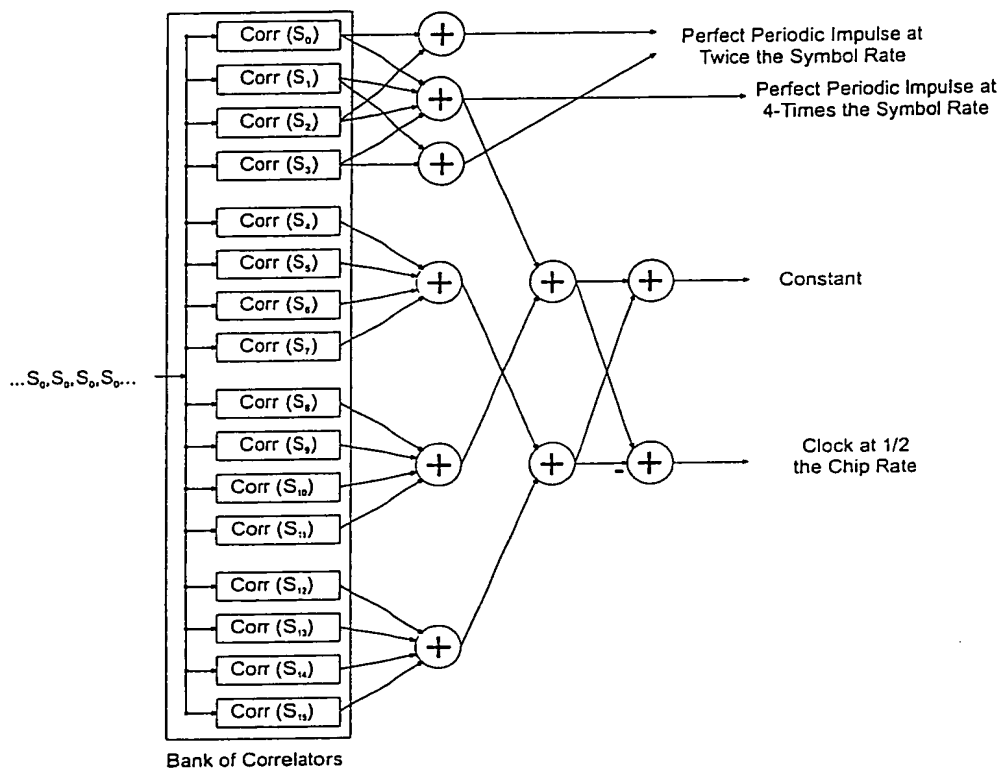 Corr (S₀)
Corr (S₁)
Corr (S₂)
Corr (S₃)
Corr (S₄)
Corr (S₅)
Corr (S₆)
Corr (S₇)
...S₀,S₀,S₀,S₀...
Corr (S₈)
Corr (S₉)
Corr (S₁₀)
Corr (S₁₁)
Corr (S₁₂)
Corr (S₁₃)
Corr (S₁₄)
Corr (S₁₅)
Bank of Correlators
+
+
+
+
+
+
+
+
+
-
+
Perfect Periodic Impulse at
Twice the Symbol Rate
Perfect Periodic Impulse at
4-Times the Symbol Rate
Constant
Clock at 1/2
the Chip Rate